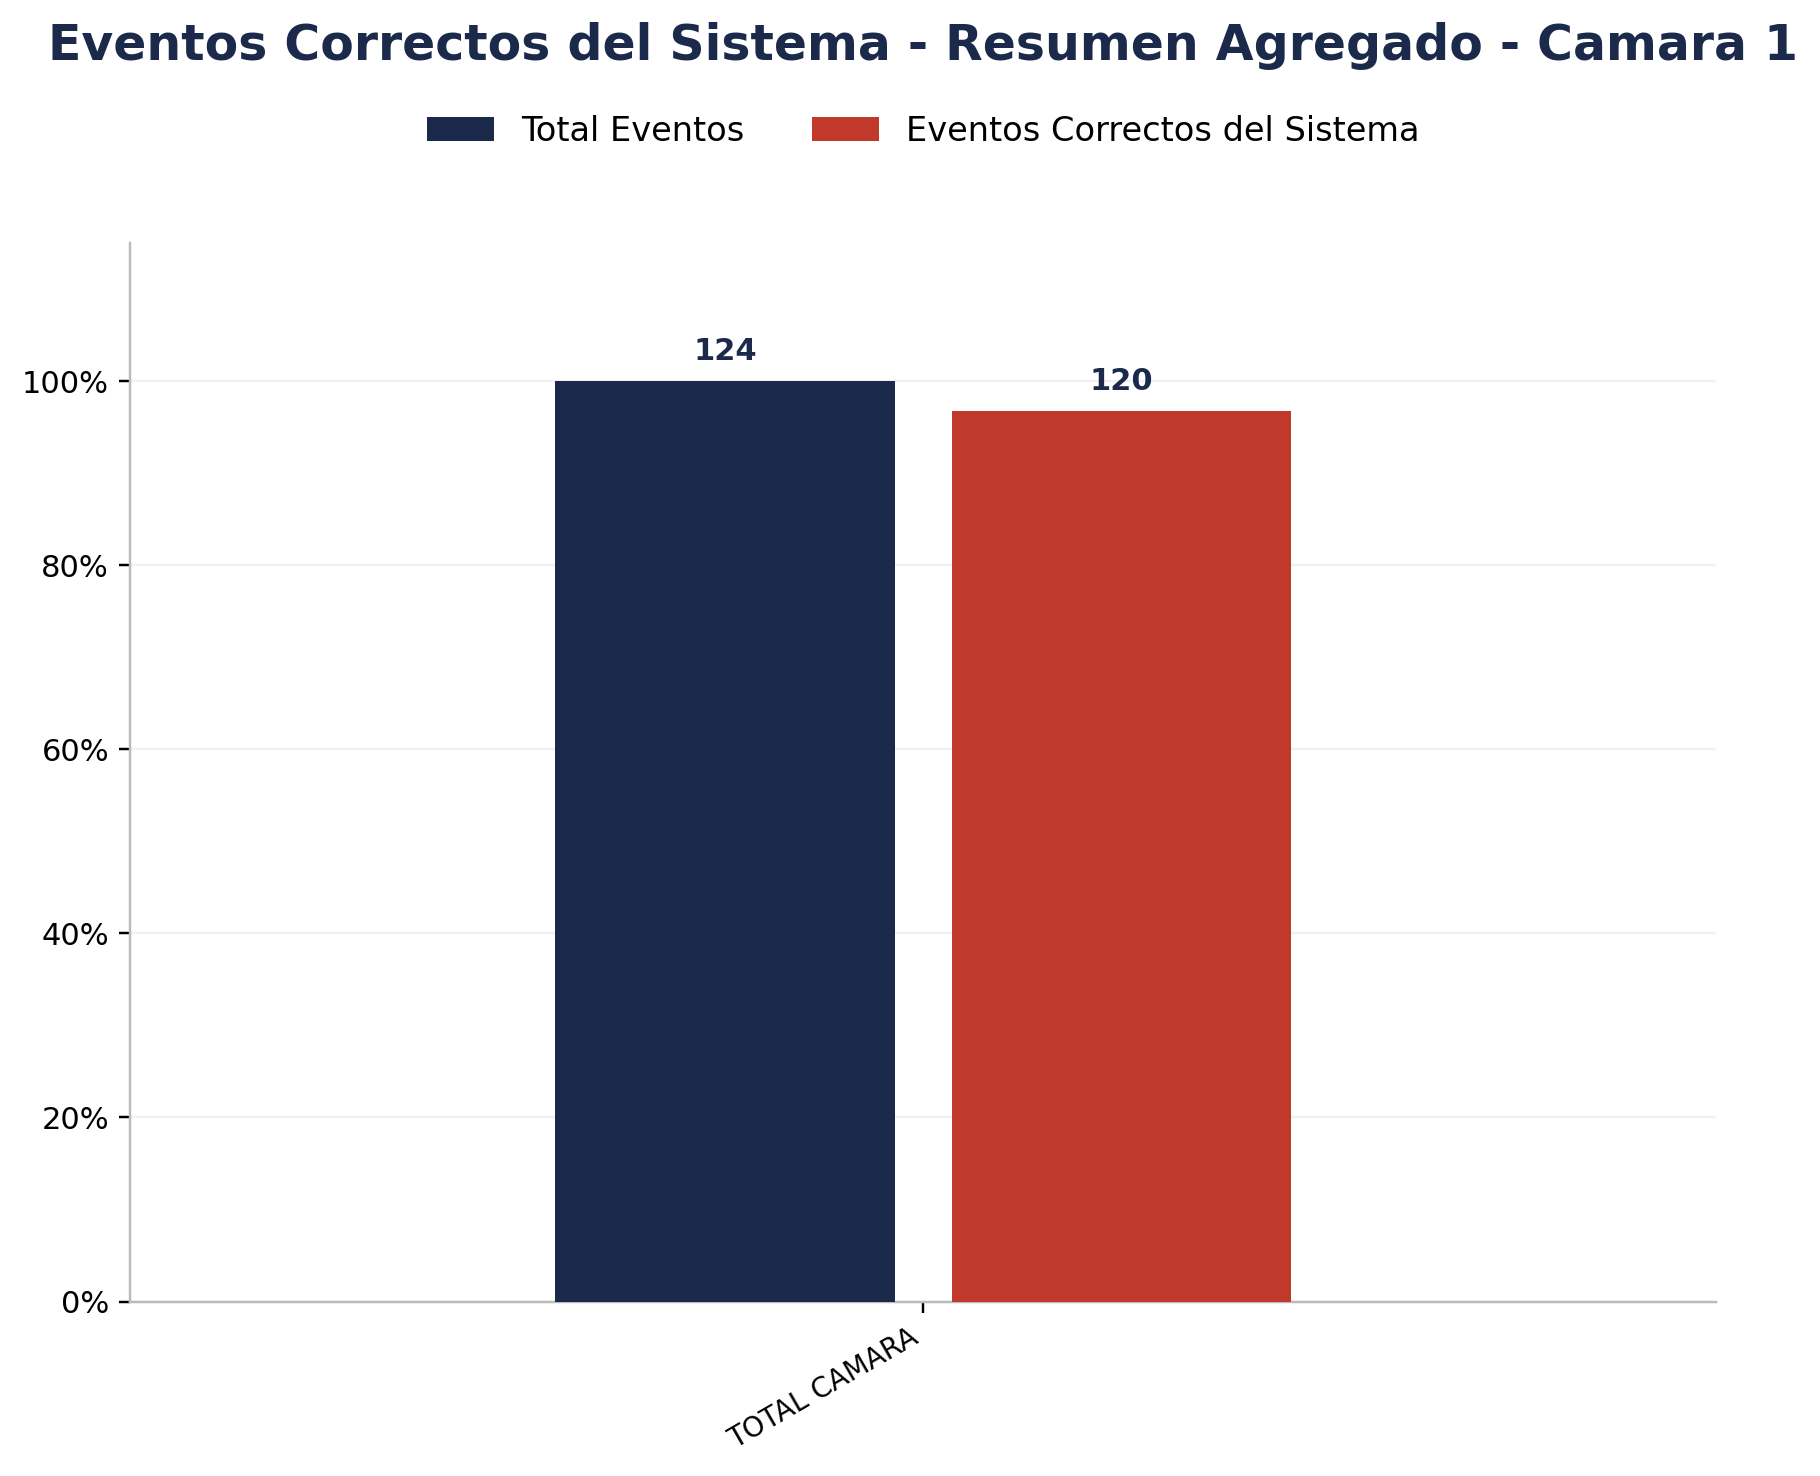 Eventos Correctos del Sistema - Resumen Agregado - Camara 1
Total Eventos
Eventos Correctos del Sistema
124
120
100%
80%
60%
40%
20%
0%
TOTAL CAMARA